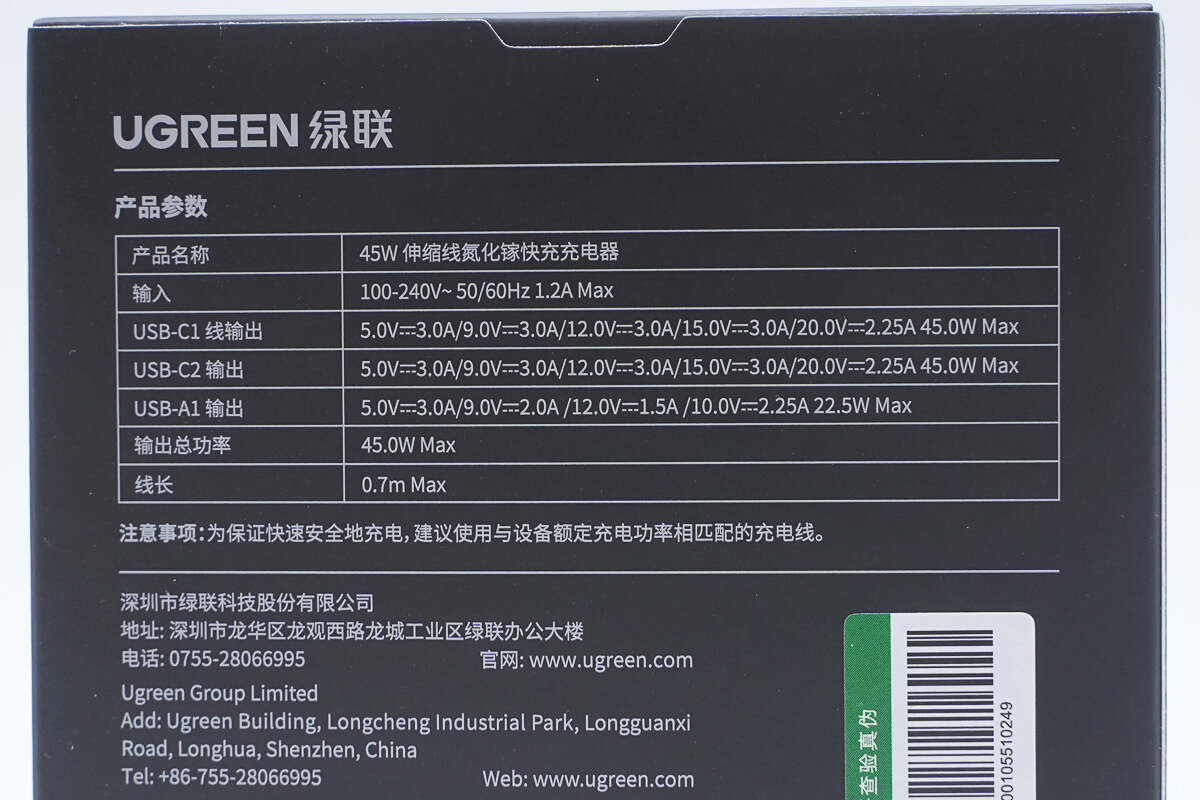 UGREEN 绿联
产品参数
产品名称 45W 伸缩线氮化镓快充充电器
输入 100-240V~ 50/60Hz 1.2A Max
USB-C1 线输出 5.0V⎓3.0A/9.0V⎓3.0A/12.0V⎓3.0A/15.0V⎓3.0A/20.0V⎓2.25A 45.0W Max
USB-C2 输出 5.0V⎓3.0A/9.0V⎓3.0A/12.0V⎓3.0A/15.0V⎓3.0A/20.0V⎓2.25A 45.0W Max
USB-A1 输出 5.0V⎓3.0A/9.0V⎓2.0A /12.0V⎓1.5A /10.0V⎓2.25A 22.5W Max
输出总功率 45.0W Max
线长 0.7m Max
注意事项:为保证快速安全地充电,建议使用与设备额定充电功率相匹配的充电线。
深圳市绿联科技股份有限公司
地址: 深圳市龙华区龙观西路龙城工业区绿联办公大楼
电话: 0755-28066995 官网: www.ugreen.com
Ugreen Group Limited
Add: Ugreen Building, Longcheng Industrial Park, Longguanxi
Road, Longhua, Shenzhen, China
Tel: +86-755-28066995 Web: www.ugreen.com
查验真伪
00105510249